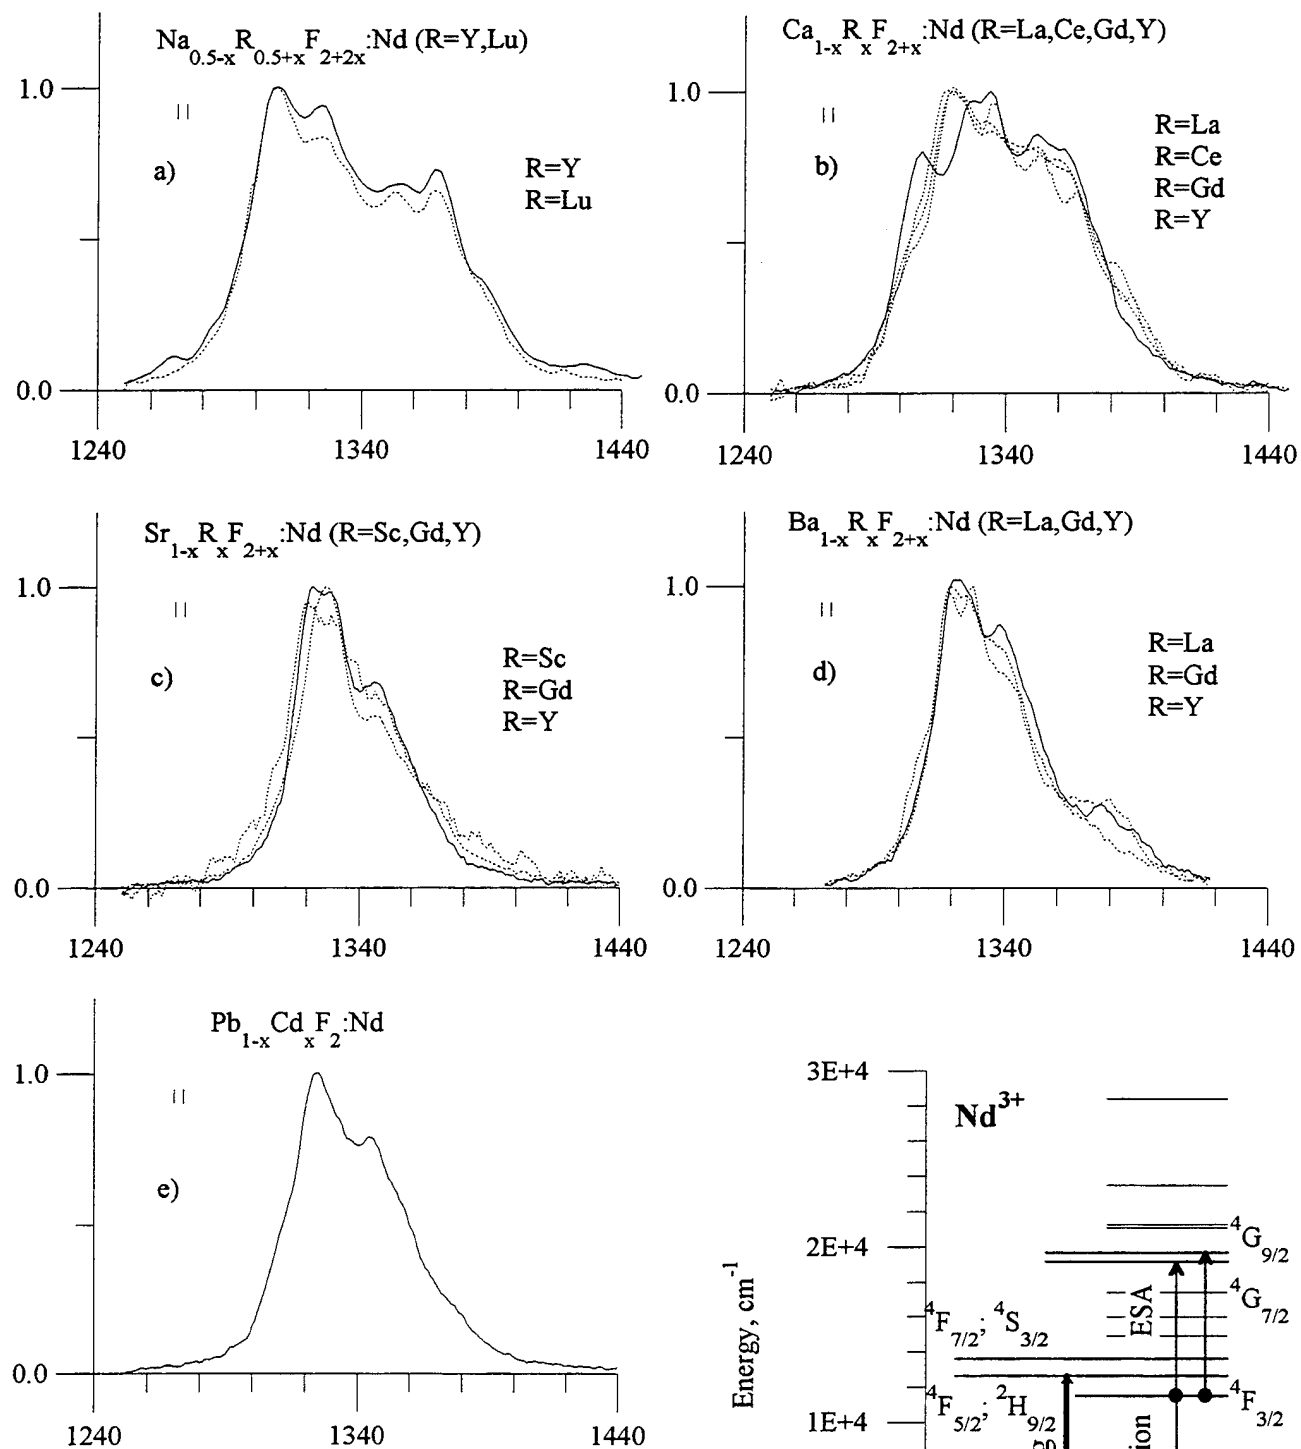 Na0.5-xR0.5+xF2+2x:Nd (R=Y,Lu)
1.0
a)
R=Y
R=Lu
0.0
1240 1340 1440
Ca1-xRxF2+x:Nd (R=La,Ce,Gd,Y)
1.0
b)
R=La
R=Ce
R=Gd
R=Y
0.0
1240 1340 1440
Sr1-xRxF2+x:Nd (R=Sc,Gd,Y)
1.0
c)
R=Sc
R=Gd
R=Y
0.0
1240 1340 1440
Ba1-xRxF2+x:Nd (R=La,Gd,Y)
1.0
d)
R=La
R=Gd
R=Y
0.0
1240 1340 1440
Pb1-xCdxF2:Nd
1.0
e)
0.0
1240 1340 1440
3E+4
Nd3+
4G9/2
2E+4
4G7/2
ESA
4F7/2; 4S3/2
Energy, cm-1
4F5/2; 2H9/2
4F3/2
1E+4